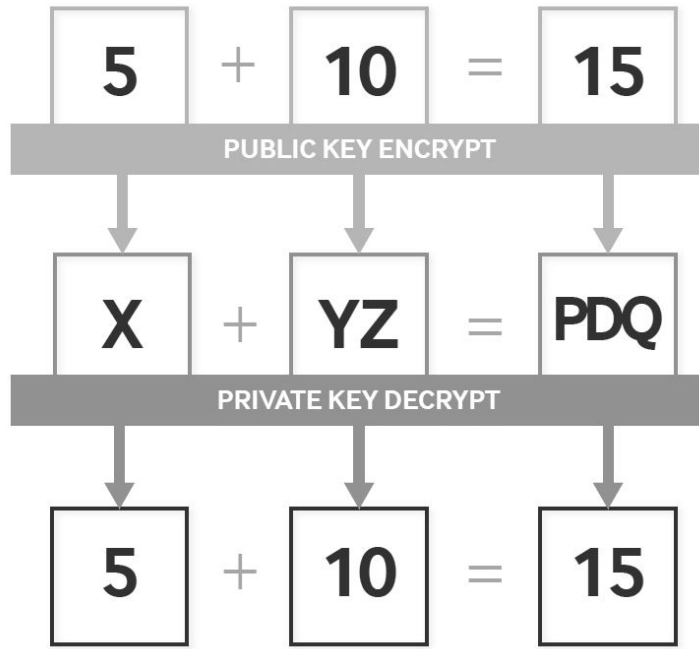 5 + 10 = 15
PUBLIC KEY ENCRYPT
X + YZ = PDQ
PRIVATE KEY DECRYPT
5 + 10 = 15